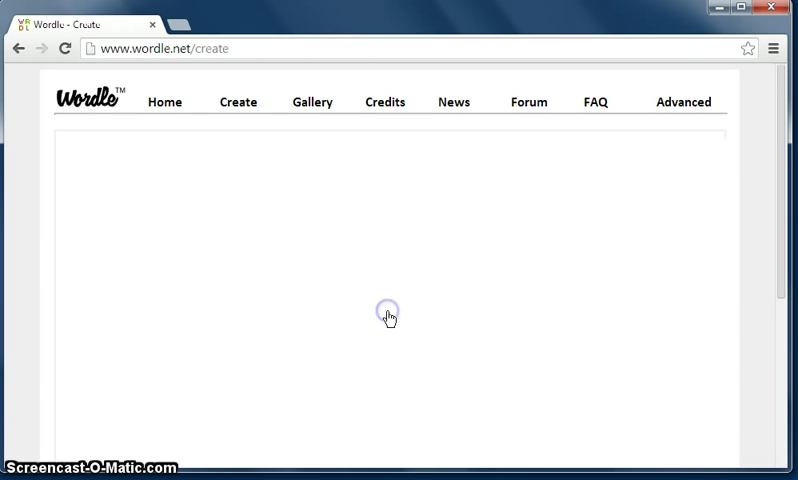 Wordle - Create
www.wordle.net/create
Wordle™ Home Create Gallery Credits News Forum FAQ Advanced
Screencast-O-Matic.com